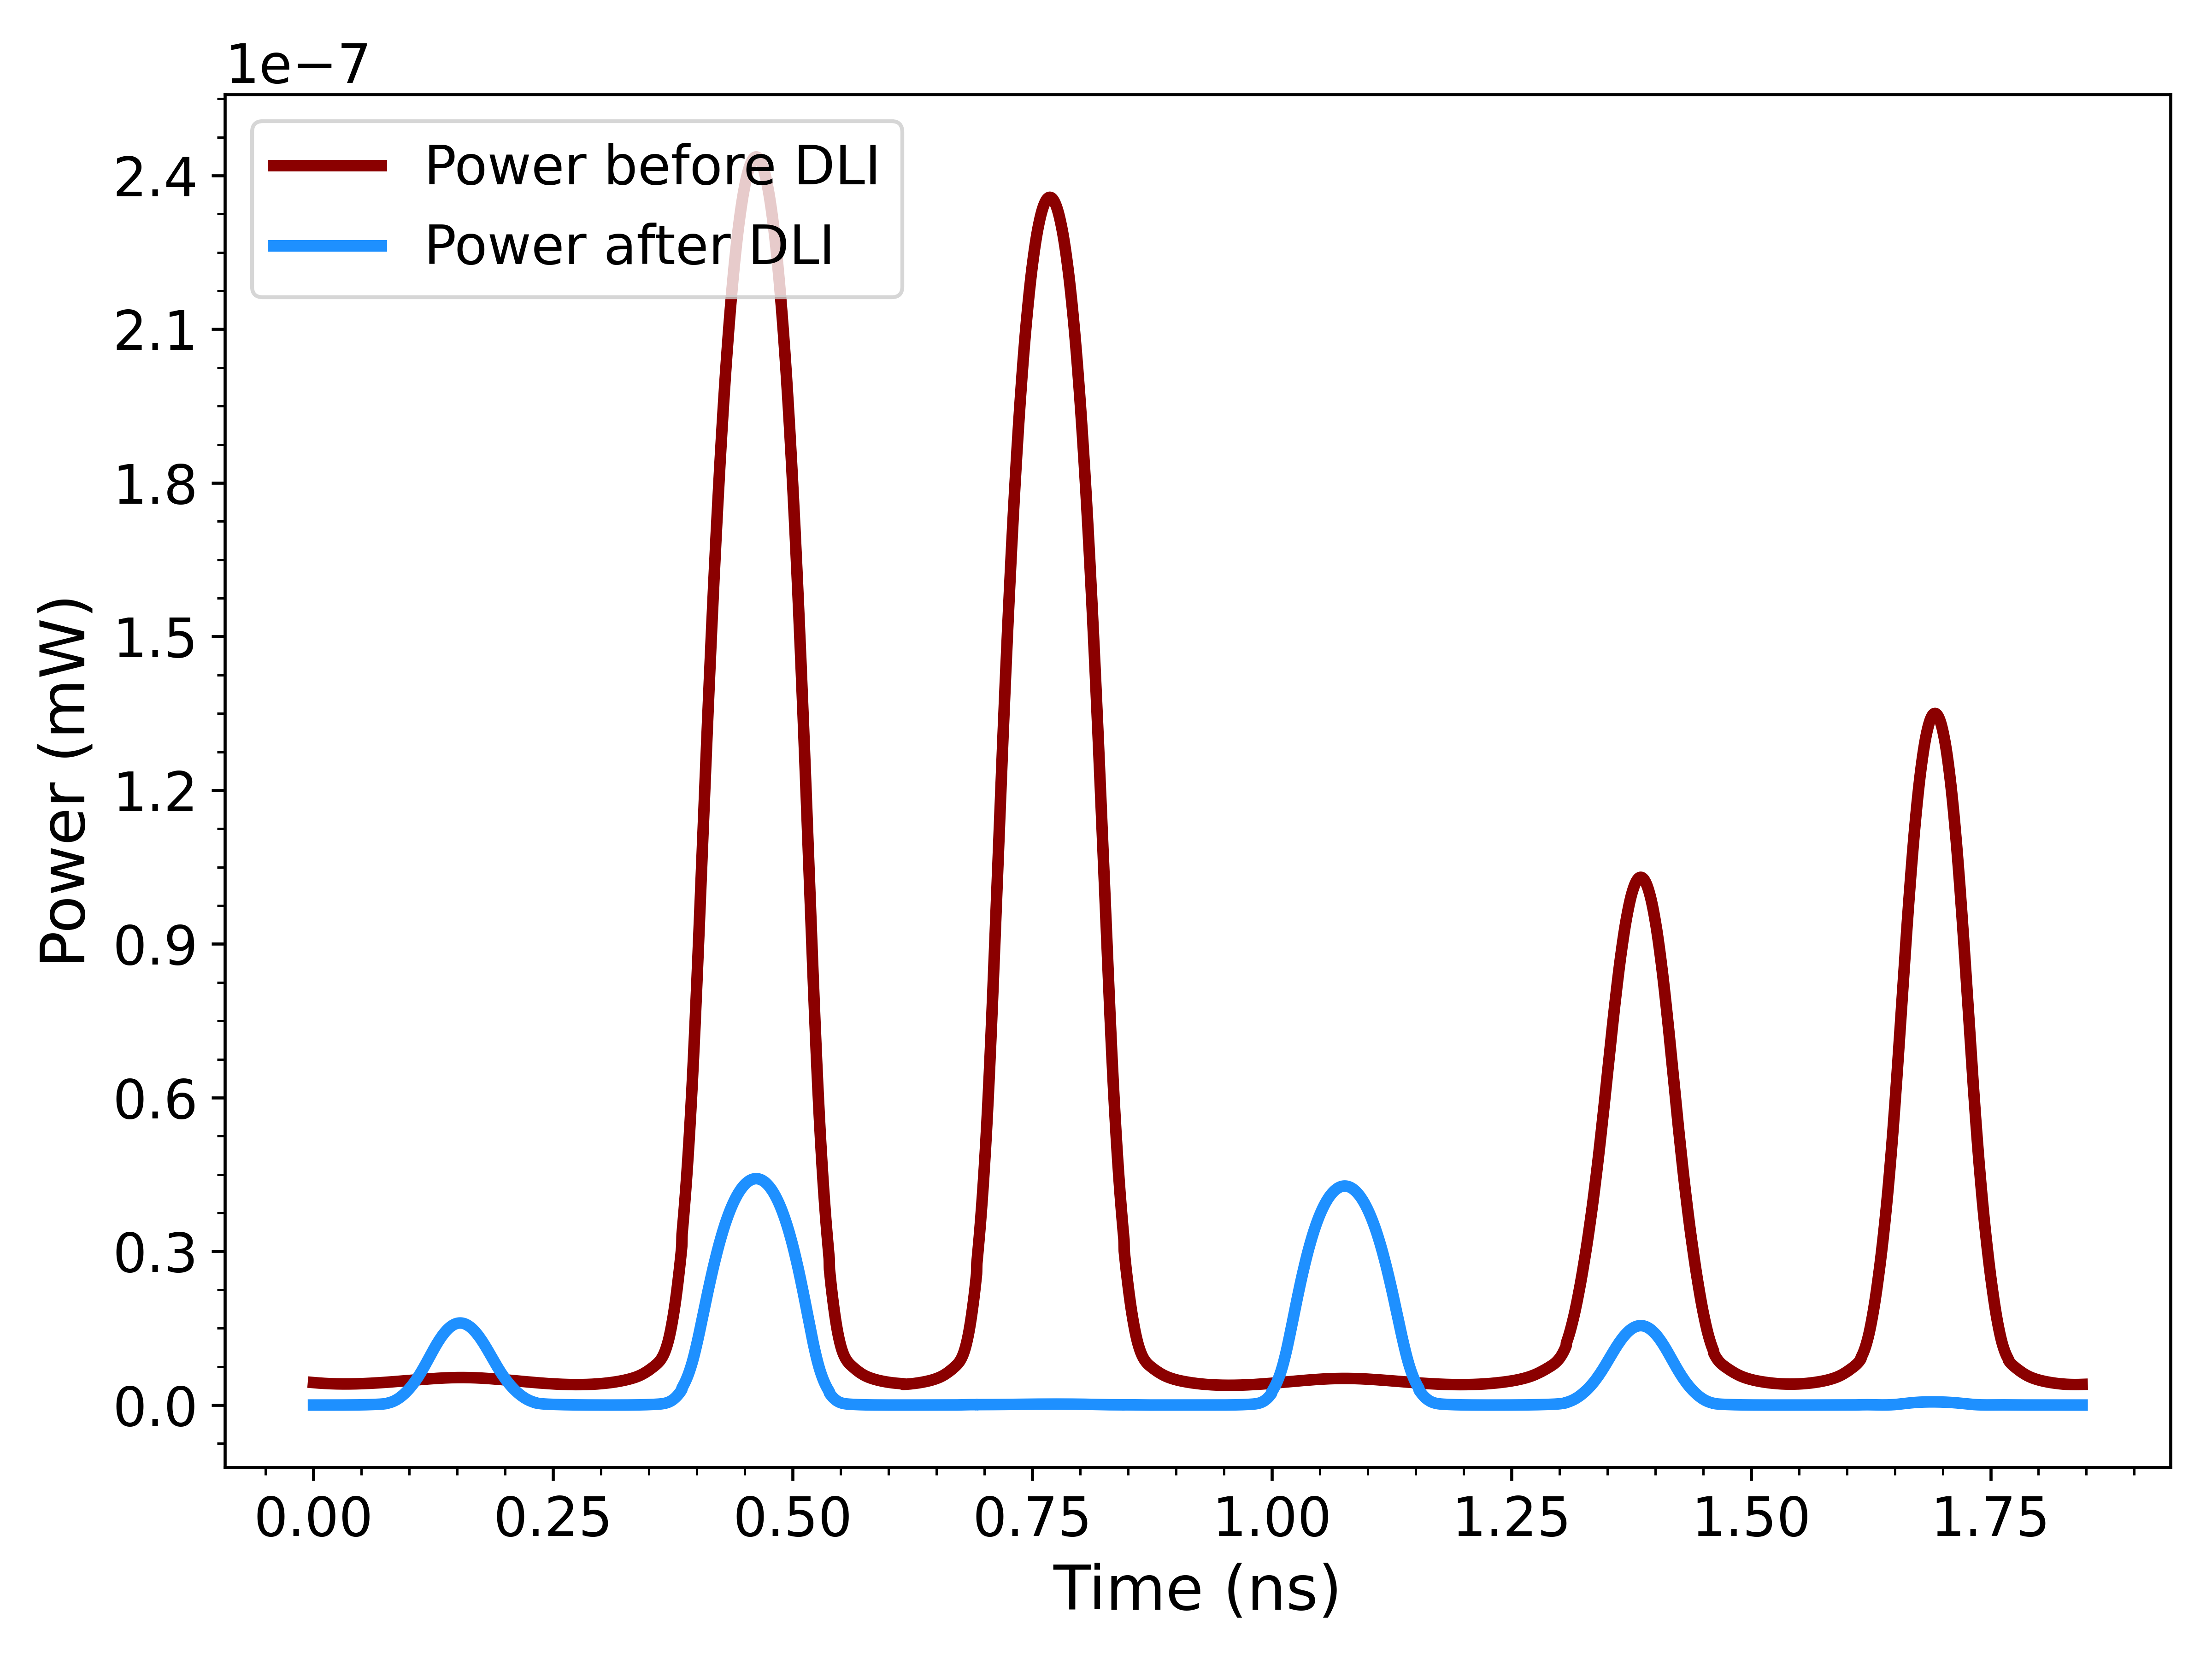 1e−7
Power before DLI
Power after DLI
2.4
2.1
1.8
1.5
1.2
0.9
0.6
0.3
0.0
Power (mW)
0.00 0.25 0.50 0.75 1.00 1.25 1.50 1.75
Time (ns)